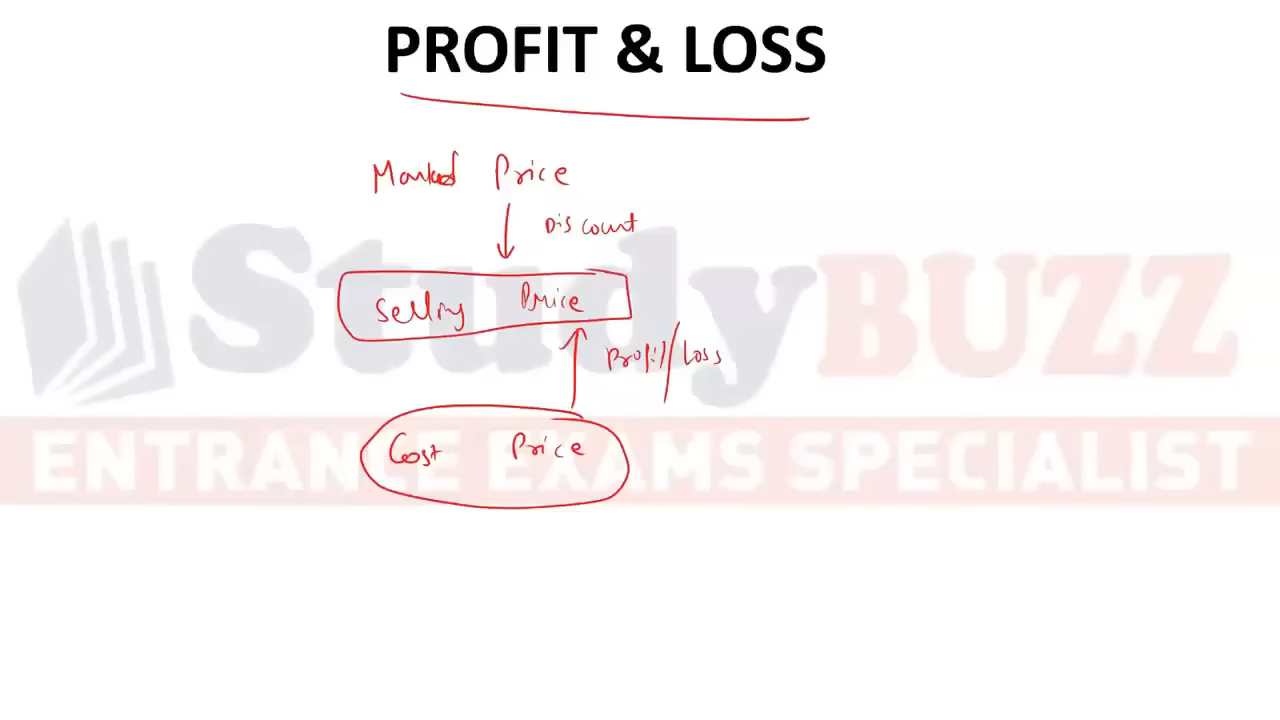 PROFIT & LOSS
Marked Price
Discount
Selling Price
Profit/Loss
Cost Price
StudyBUZZ
ENTRANCE EXAMS SPECIALIST